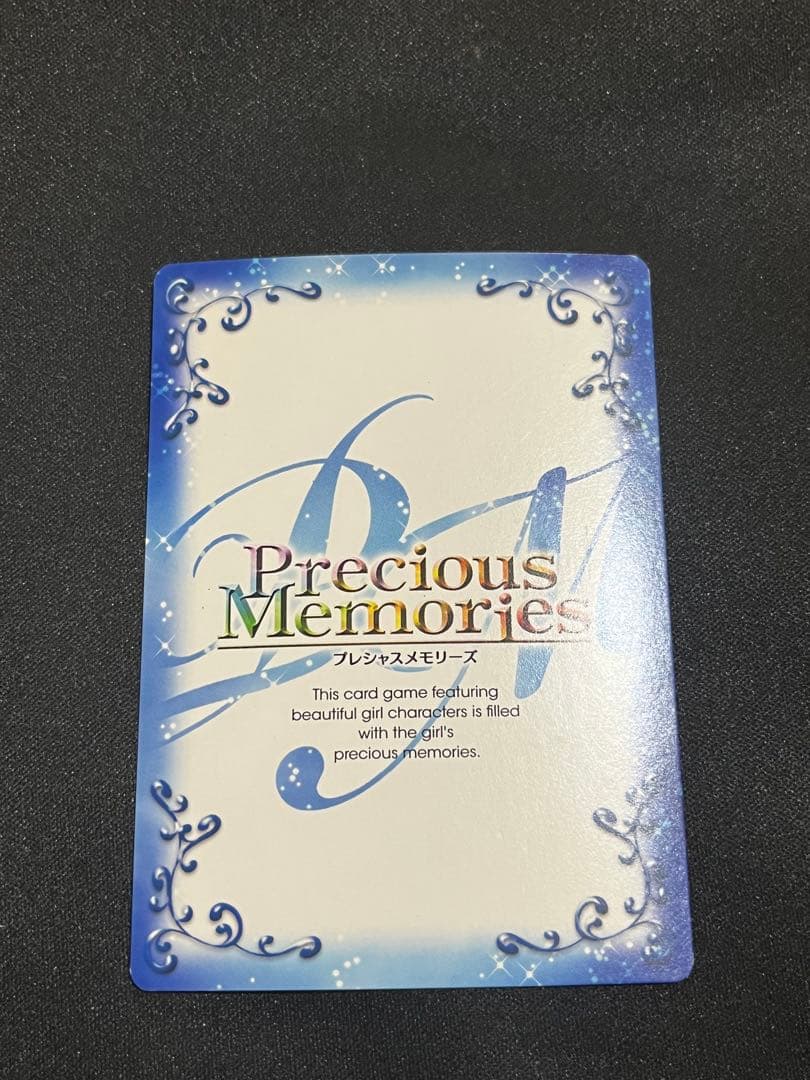 Precious
Memories
プレシャスメモリーズ
This card game featuring
beautiful girl characters is filled
with the girl's
precious memories.